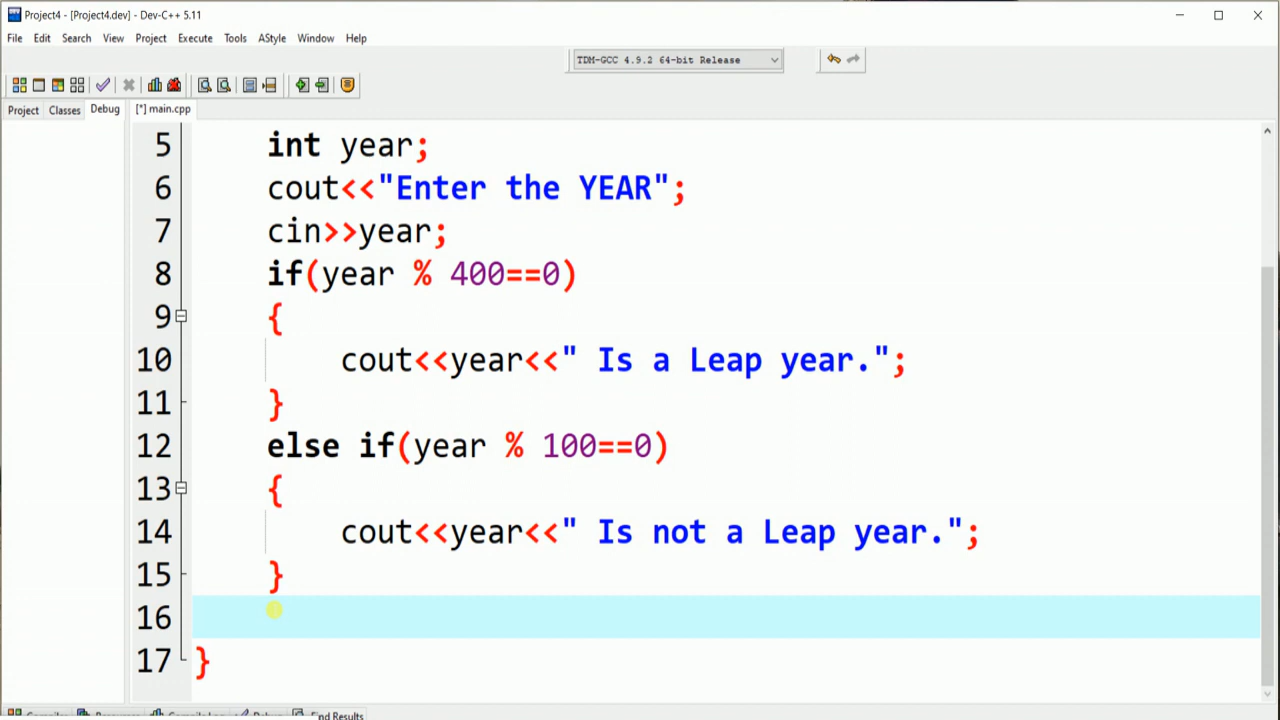 Project4 - [Project4.dev] - Dev-C++ 5.11
File Edit Search View Project Execute Tools AStyle Window Help
TDM-GCC 4.9.2 64-bit Release
Project Classes Debug [*] main.cpp
5 int year;
6 cout<<"Enter the YEAR";
7 cin>>year;
8 if(year % 400==0)
9 {
10 cout<<year<<" Is a Leap year.";
11 }
12 else if(year % 100==0)
13 {
14 cout<<year<<" Is not a Leap year.";
15 }
16
17 }
Find Results